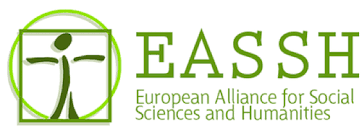 EASSH
European Alliance for Social
Sciences and Humanities